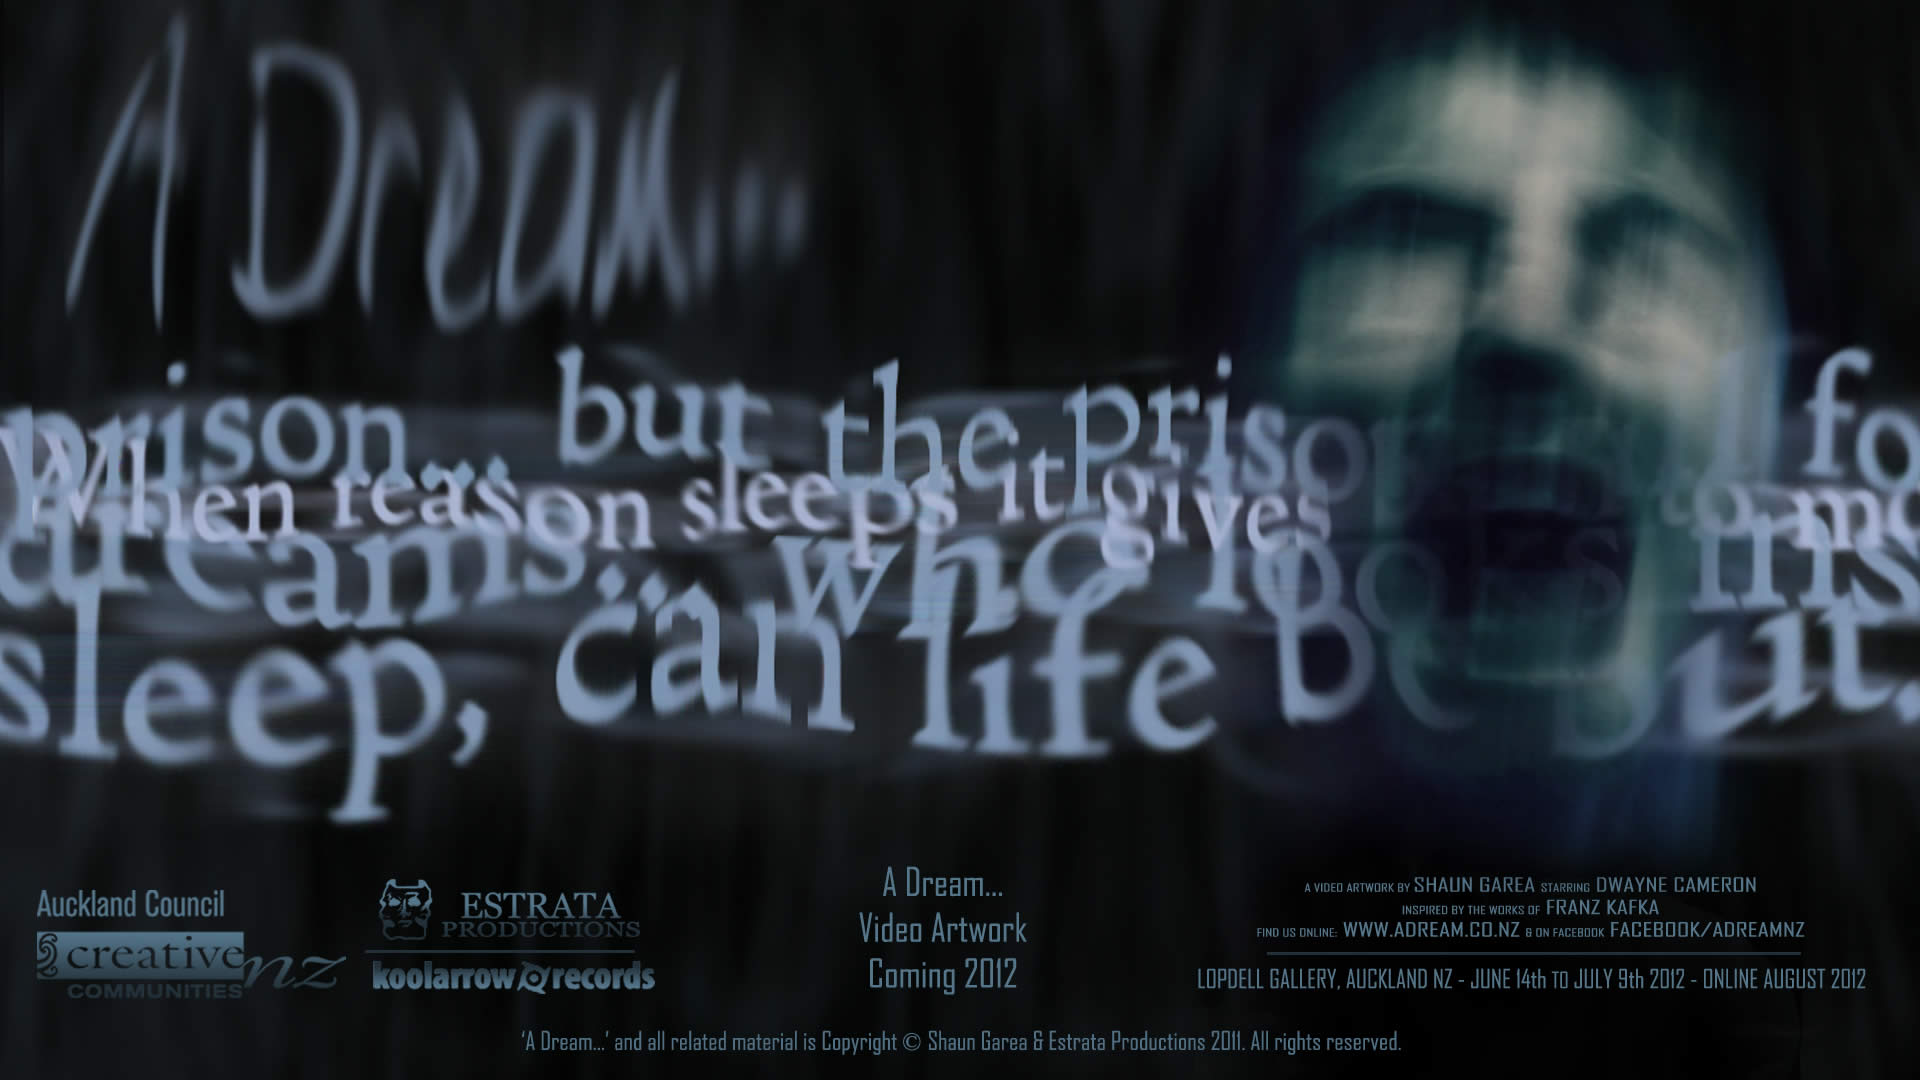 A Dream...
prison... but the prison fo
When reason sleeps it gives
dreams... who looks ins
sleep, can life be but.
Auckland Council
creative nz
COMMUNITIES
ESTRATA
PRODUCTIONS
koolarrow records
A Dream...
Video Artwork
Coming 2012
A VIDEO ARTWORK BY SHAUN GAREA STARRING DWAYNE CAMERON
INSPIRED BY THE WORKS OF FRANZ KAFKA
FIND US ONLINE: WWW.ADREAM.CO.NZ & ON FACEBOOK FACEBOOK/ADREAMNZ
LOPDELL GALLERY, AUCKLAND NZ - JUNE 14th TO JULY 9th 2012 - ONLINE AUGUST 2012
‘A Dream...’ and all related material is Copyright © Shaun Garea & Estrata Productions 2011. All rights reserved.